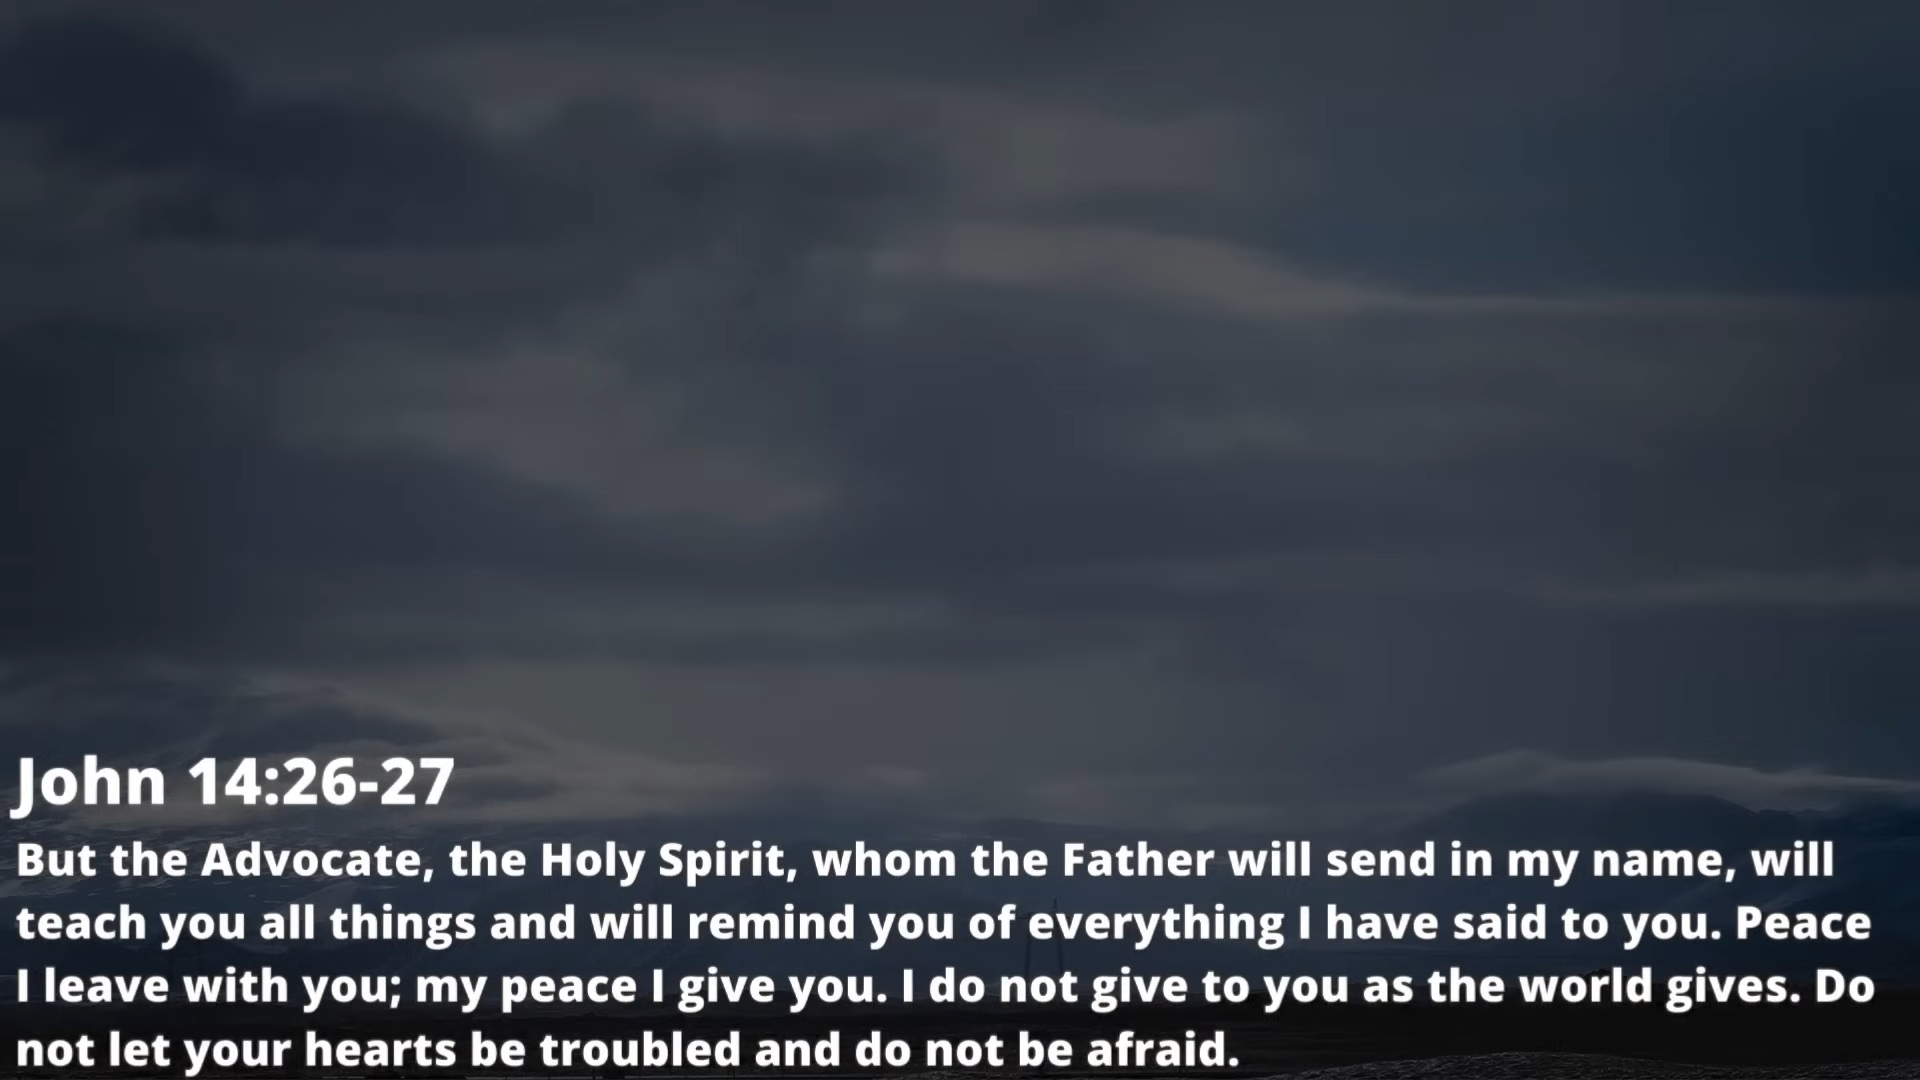 John 14:26-27
But the Advocate, the Holy Spirit, whom the Father will send in my name, will
teach you all things and will remind you of everything I have said to you. Peace
I leave with you; my peace I give you. I do not give to you as the world gives. Do
not let your hearts be troubled and do not be afraid.